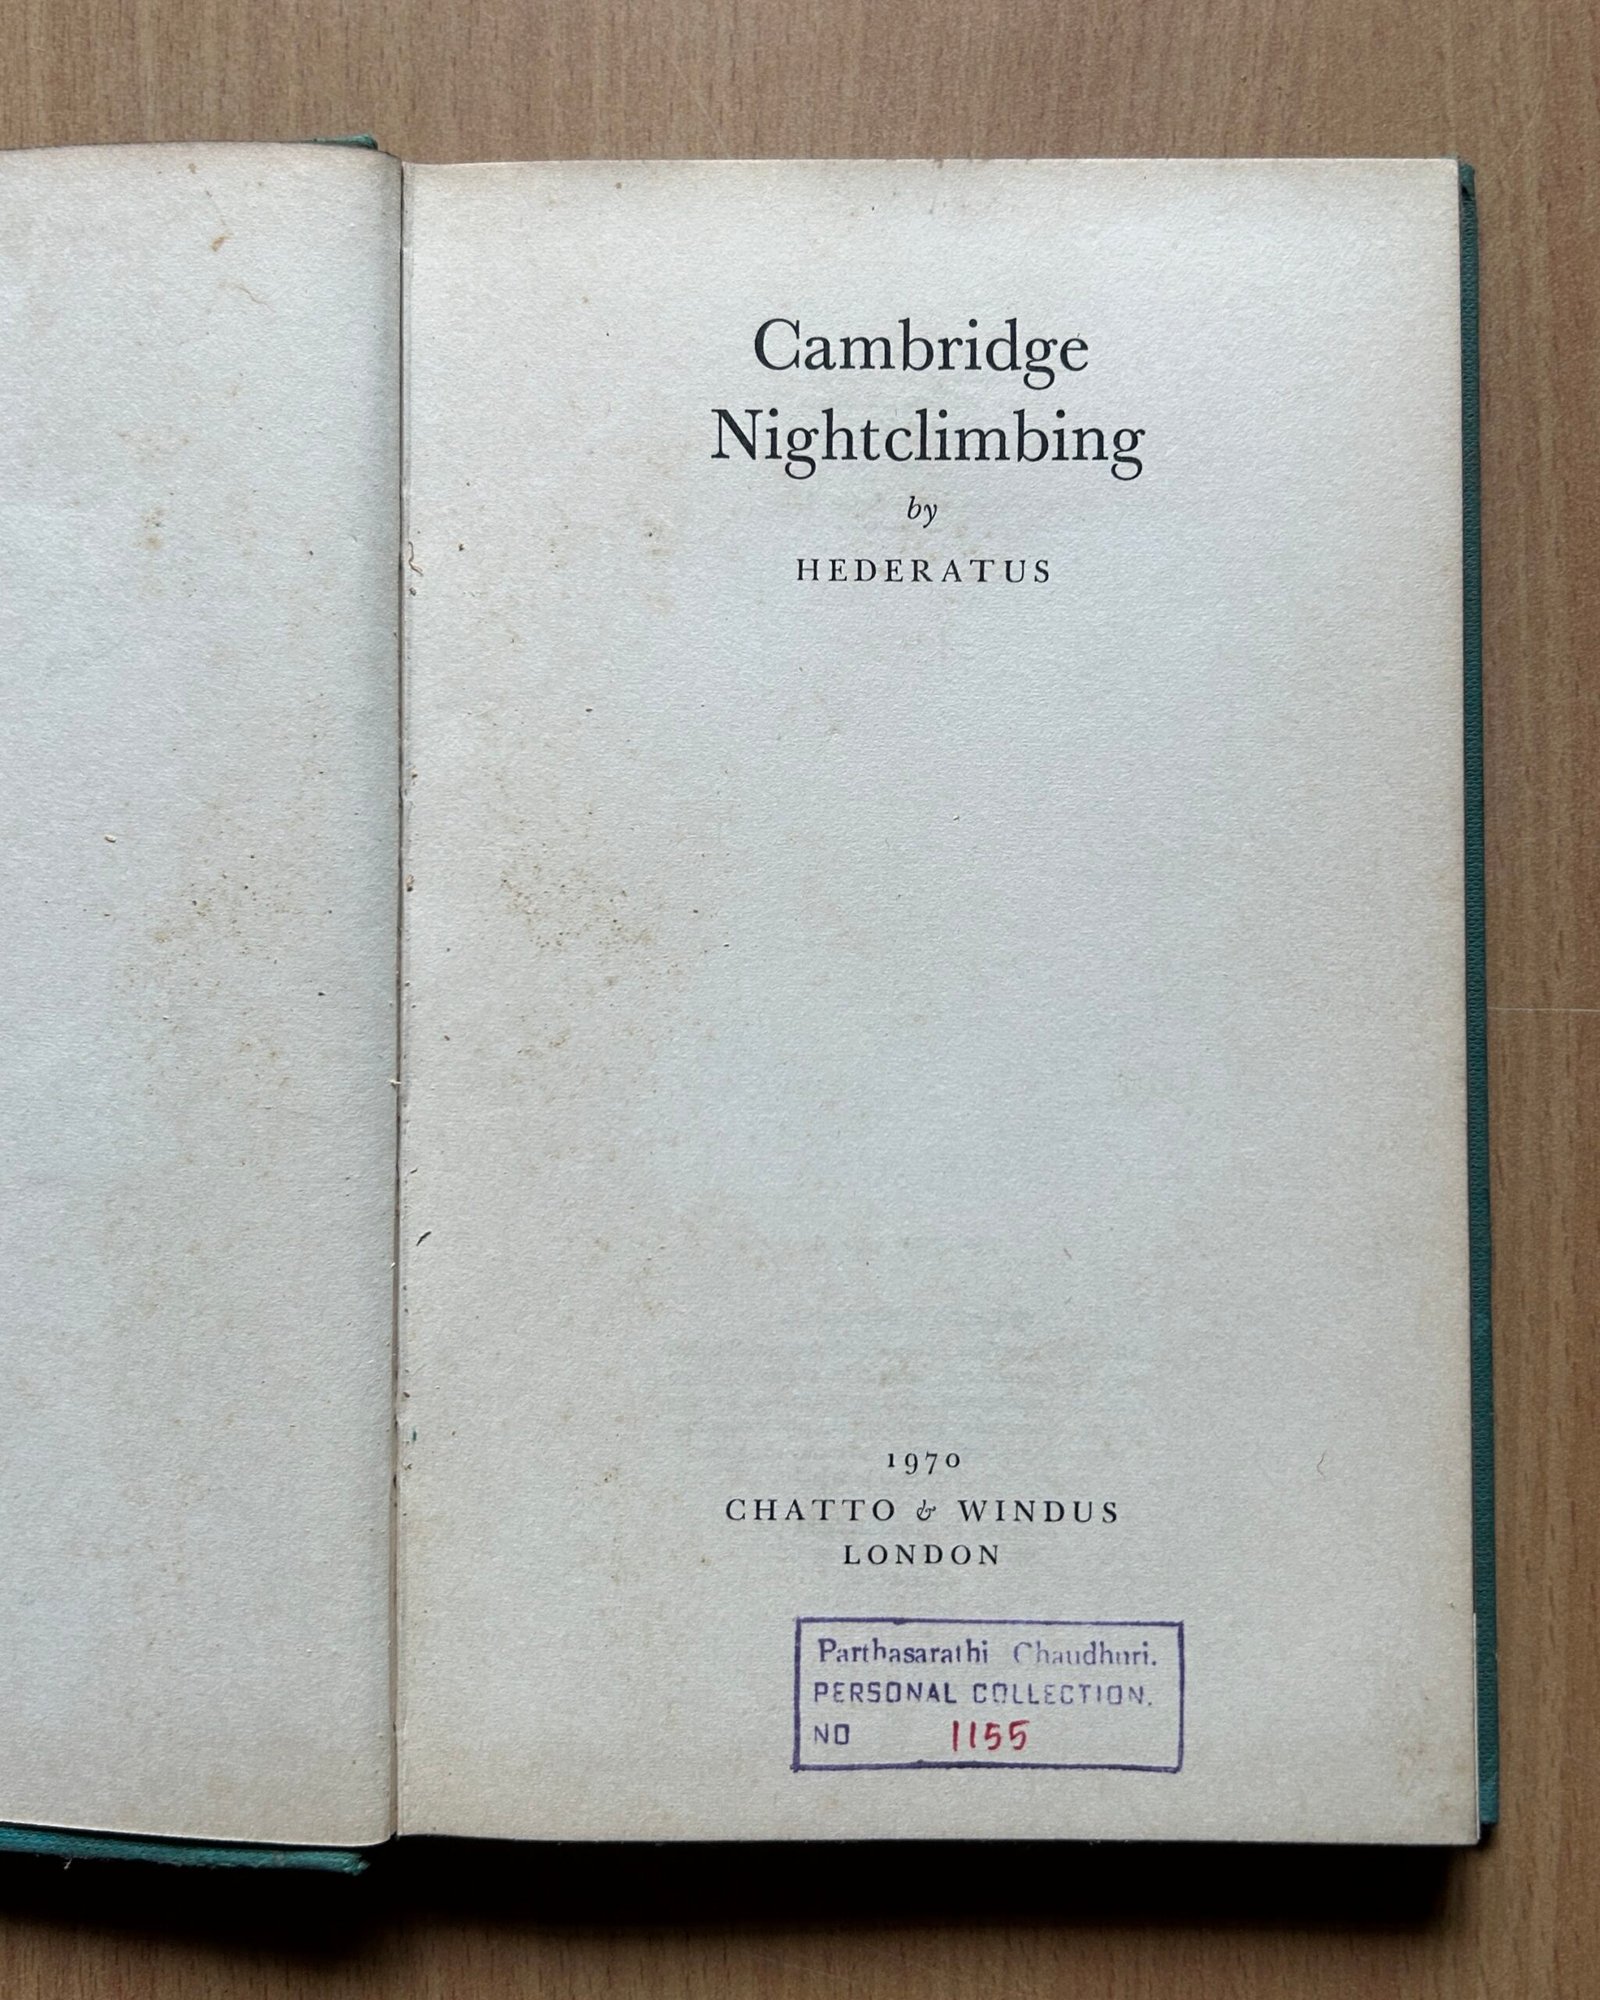 Cambridge
Nightclimbing
by
HEDERATUS
1970
CHATTO & WINDUS
LONDON
Parthasarathi Chaudhuri.
PERSONAL COLLECTION.
NO 1155